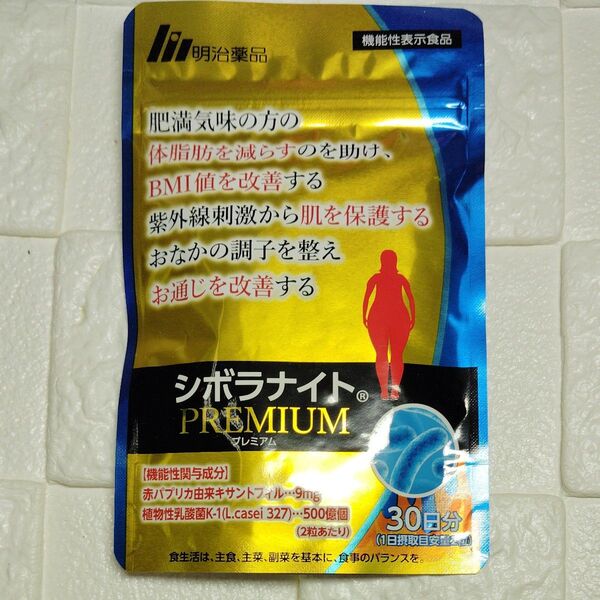 明治薬品
機能性表示食品
肥満気味の方の
体脂肪を減らすのを助け、
BMI値を改善する
紫外線刺激から肌を保護する
おなかの調子を整え
お通じを改善する
シボラナイト®
PREMIUM
プレミアム
【機能性関与成分】
赤パプリカ由来キサントフィル…9mg
植物性乳酸菌K-1(L.casei 327)…500億個
(2粒あたり)
30日分
(1日摂取目安
食生活は、主食、主菜、副菜を基本に、食事のバランスを。